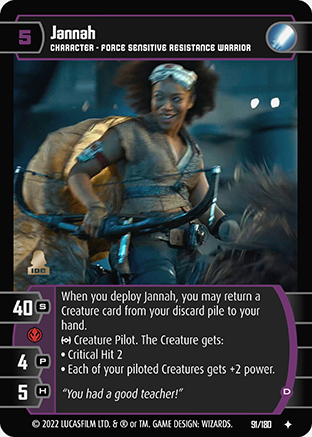 5
Jannah
CHARACTER - FORCE SENSITIVE RESISTANCE WARRIOR
IDC
40 S
When you deploy Jannah, you may return a
Creature card from your discard pile to your
hand.
Creature Pilot. The Creature gets:
4 P
• Critical Hit 2
• Each of your piloted Creatures gets +2 power.
5 H
“You had a good teacher!”
D
© 2022 LUCASFILM LTD. & ® OR TM. GAME DESIGN: WIZARDS.
91/180